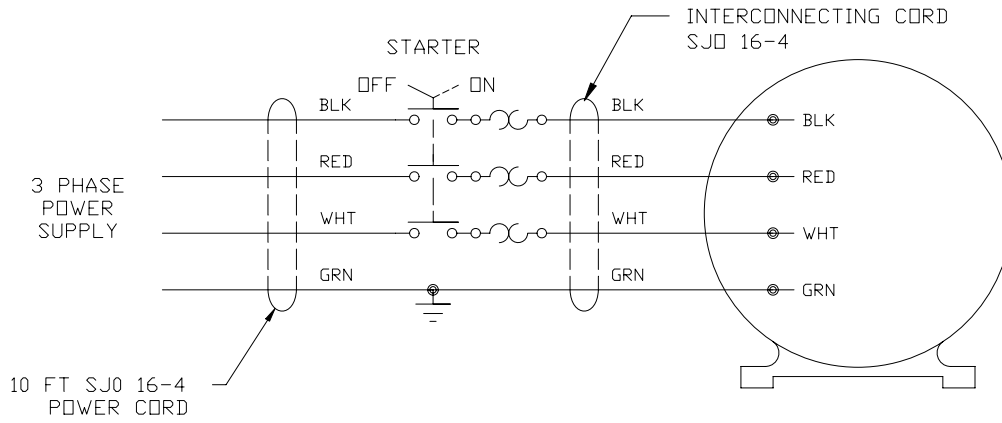 INTERCONNECTING CORD
SJO 16-4
STARTER
OFF ON
BLK BLK BLK
RED RED RED
3 PHASE
POWER
SUPPLY
WHT WHT WHT
GRN GRN GRN
10 FT SJO 16-4
POWER CORD